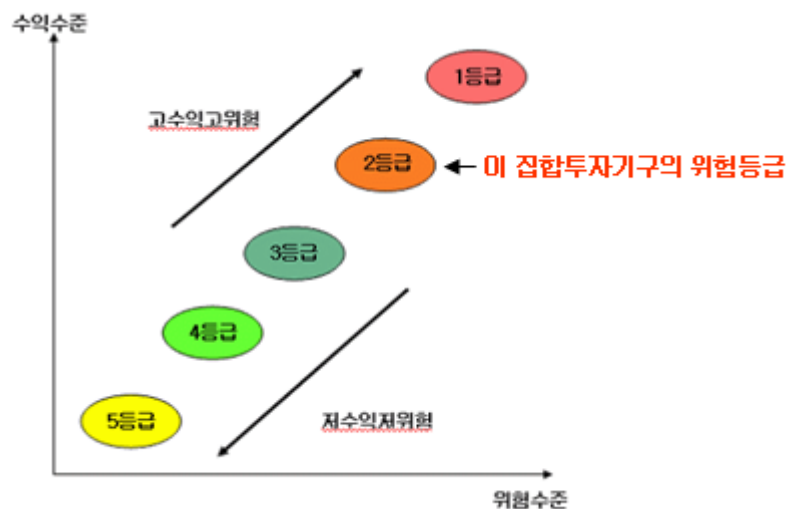 수익수준
1등급
고수익고위험
2등급
이 집합투자기구의 위험등급
3등급
4등급
5등급
저수익저위험
위험수준